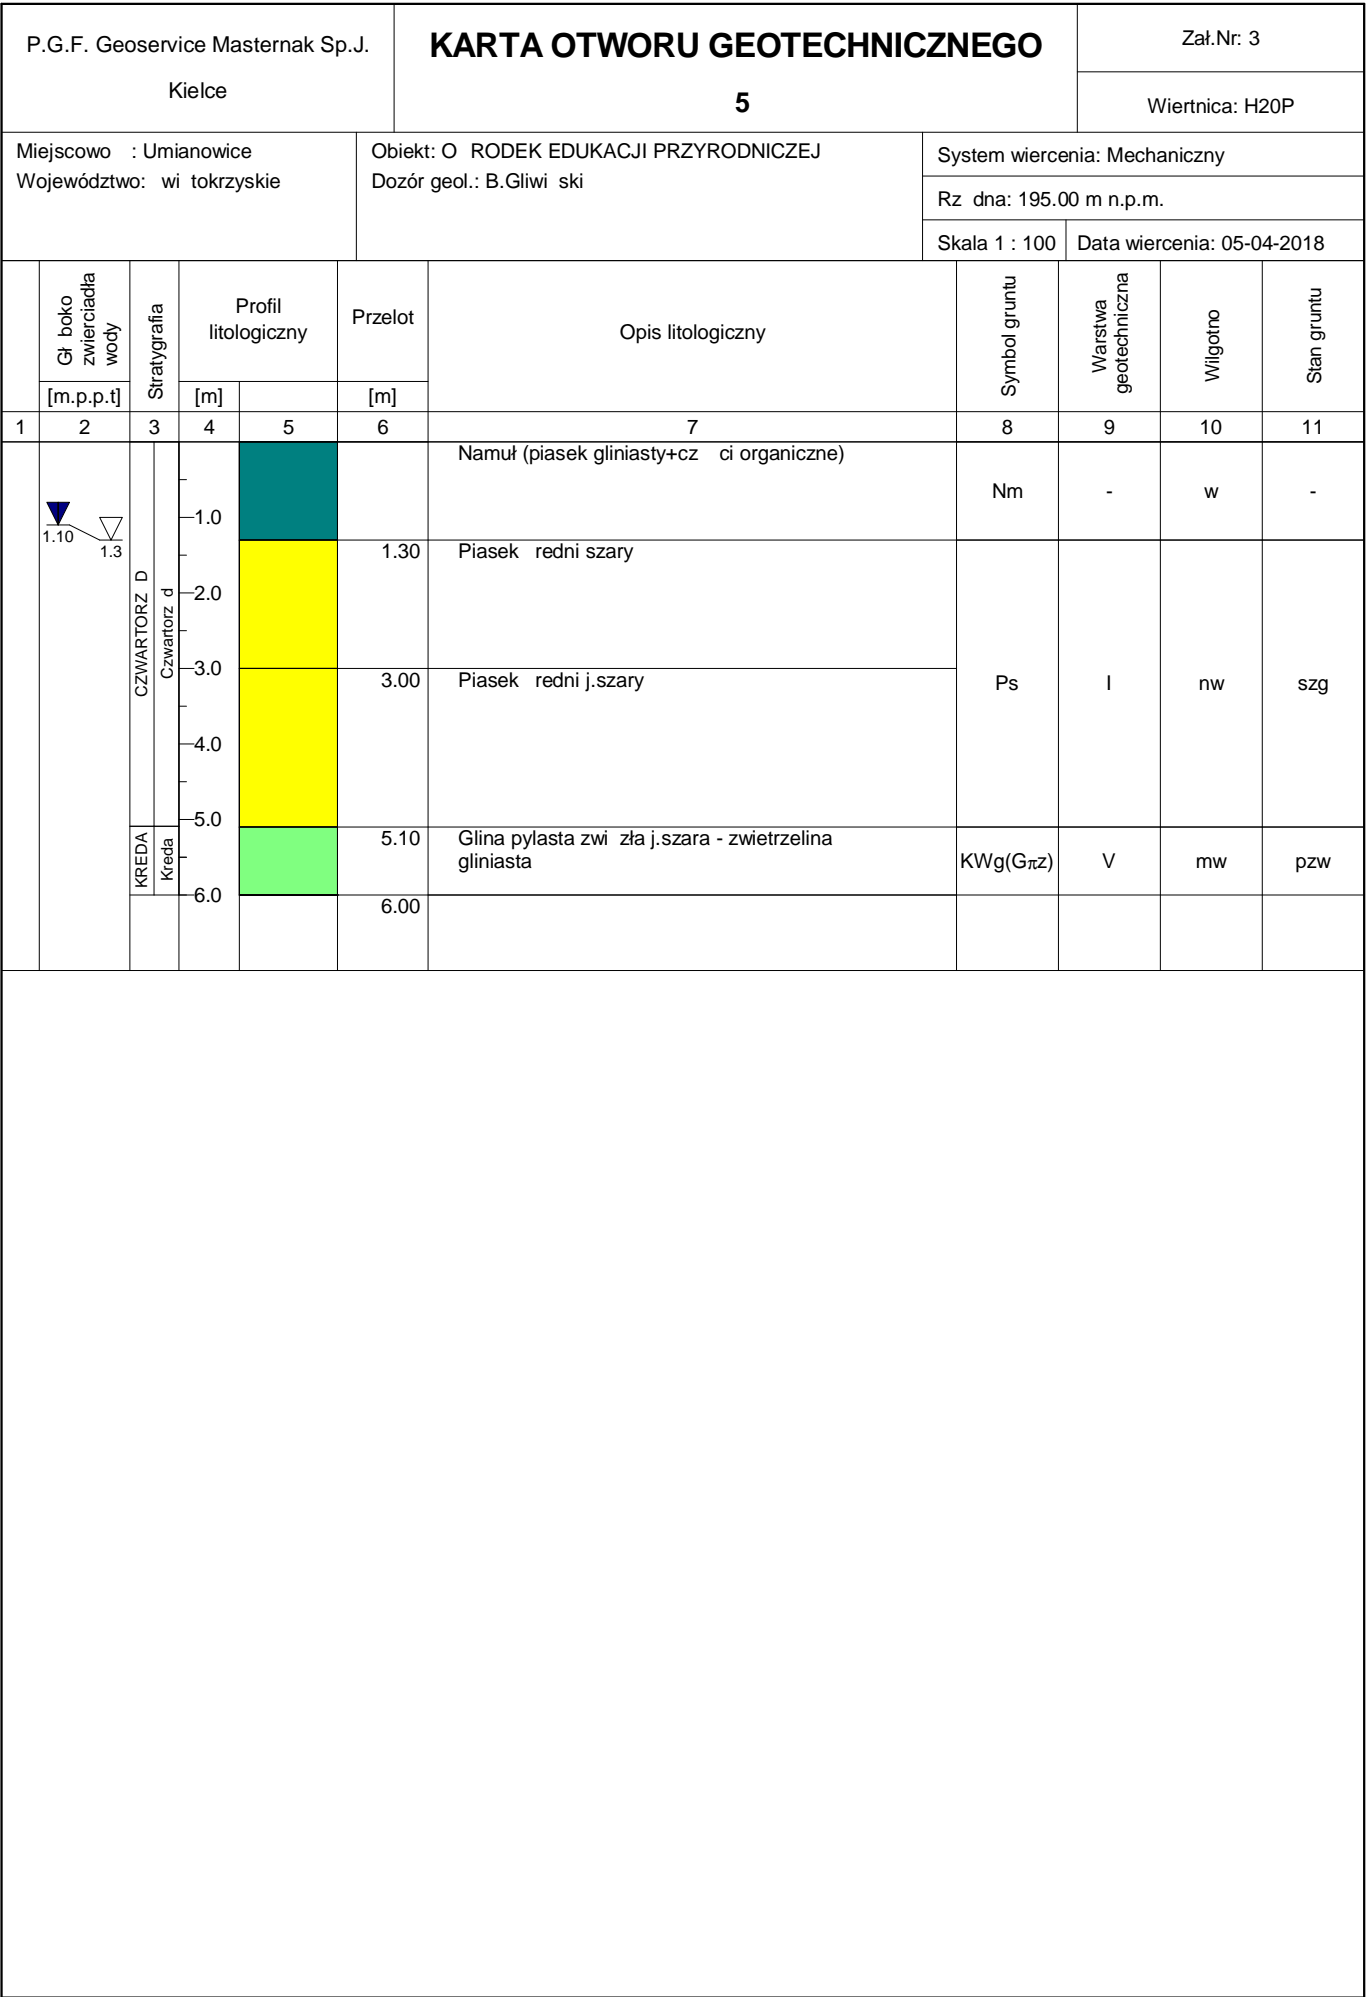 P.G.F. Geoservice Masternak Sp.J.
Kielce
KARTA OTWORU GEOTECHNICZNEGO
5
Zał.Nr: 3
Wiertnica: H20P
Miejscowo : Umianowice
Województwo: wi tokrzyskie
Obiekt: O RODEK EDUKACJI PRZYRODNICZEJ
Dozór geol.: B.Gliwi ski
System wiercenia: Mechaniczny
Rz dna: 195.00 m n.p.m.
Skala 1 : 100
Data wiercenia: 05-04-2018
Gł boko
zwierciadła
wody
[m.p.p.t]
Stratygrafia
Profil
litologiczny
[m]
Przelot
[m]
Opis litologiczny
Symbol gruntu
Warstwa
geotechniczna
Wilgotno
Stan gruntu
1 2 3 4 5 6 7 8 9 10 11
Namuł (piasek gliniasty+cz ci organiczne)
Nm - w -
1.0
1.10
1.3
1.30 Piasek redni szary
CZWARTORZ D
Czwartorz d
2.0
3.0
3.00 Piasek redni j.szary
Ps I nw szg
4.0
5.0
5.10 Glina pylasta zwi zła j.szara - zwietrzelina
gliniasta
KREDA
Kreda
KWg(Gπz) V mw pzw
6.0
6.00